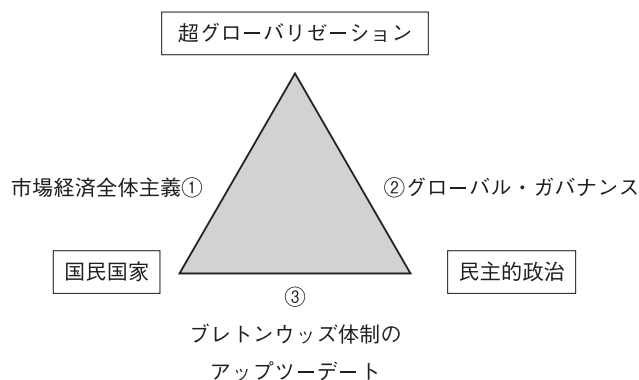 超グローバリゼーション
市場経済全体主義①
②グローバル・ガバナンス
国民国家
民主的政治
③
ブレトンウッズ体制の
アップツーデート